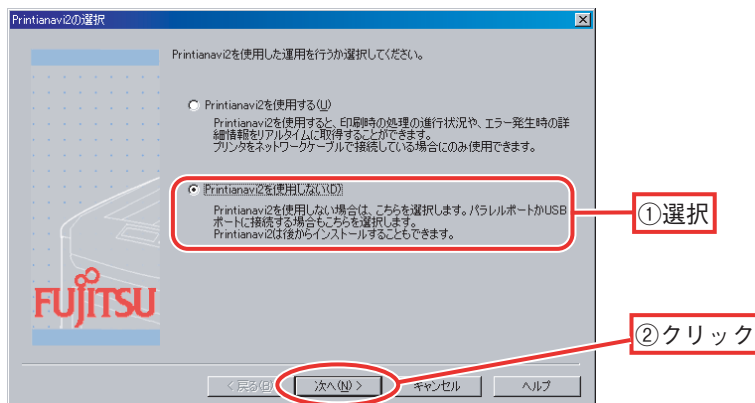 Printianavi2の選択
Printianavi2を使用した運用を行うか選択してください。
Printianavi2を使用する(U)
Printianavi2を使用すると、印刷時の処理の進行状況や、エラー発生時の詳
細情報をリアルタイムに取得することができます。
プリンタをネットワークケーブルで接続している場合にのみ使用できます。
Printianavi2を使用しない(D)
Printianavi2を使用しない場合は、こちらを選択します。パラレルポートかUSB
ポートに接続する場合もこちらを選択します。
Printianavi2は後からインストールすることもできます。
①選択
FUJITSU
②クリック
< 戻る(B)
次へ(N) >
キャンセル
ヘルプ